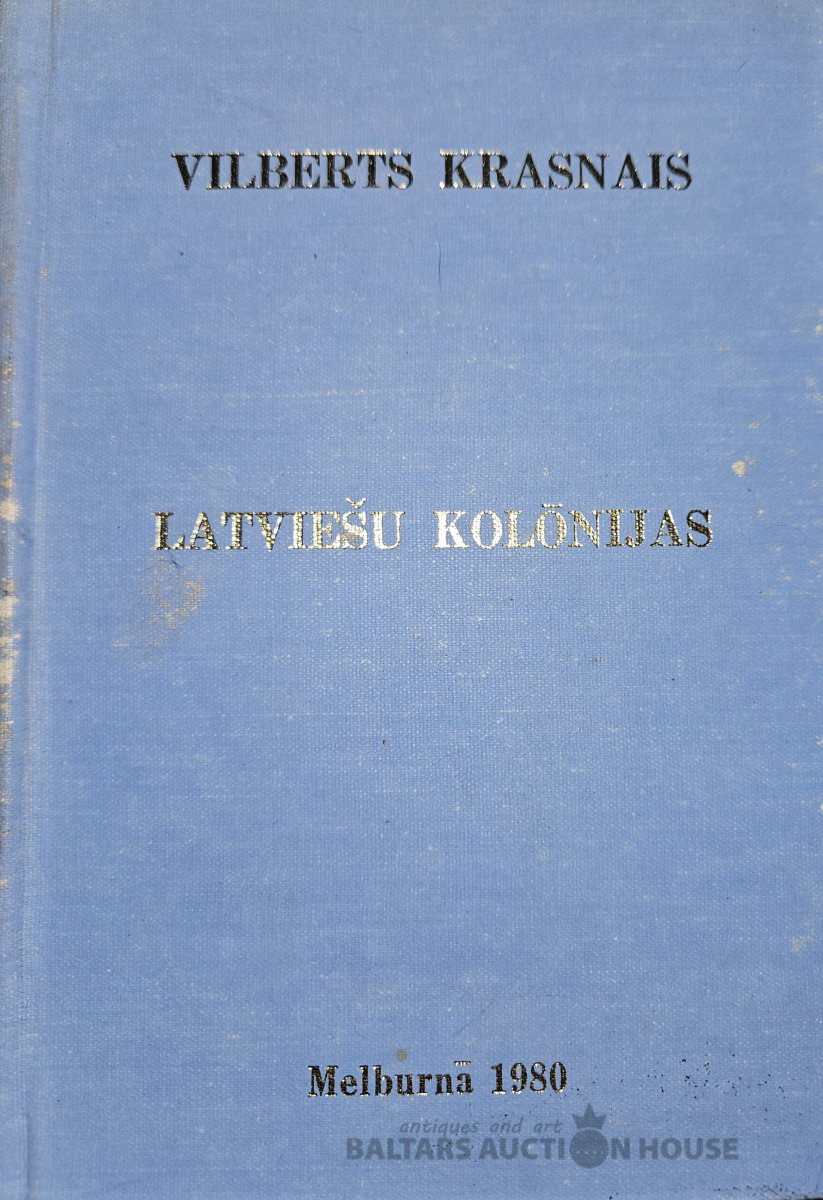 VILBERTS KRASNAIS
LATVIEŠU KOLŌNIJAS
Melburnā 1980
antiques and art
BALTARS AUCTION HOUSE